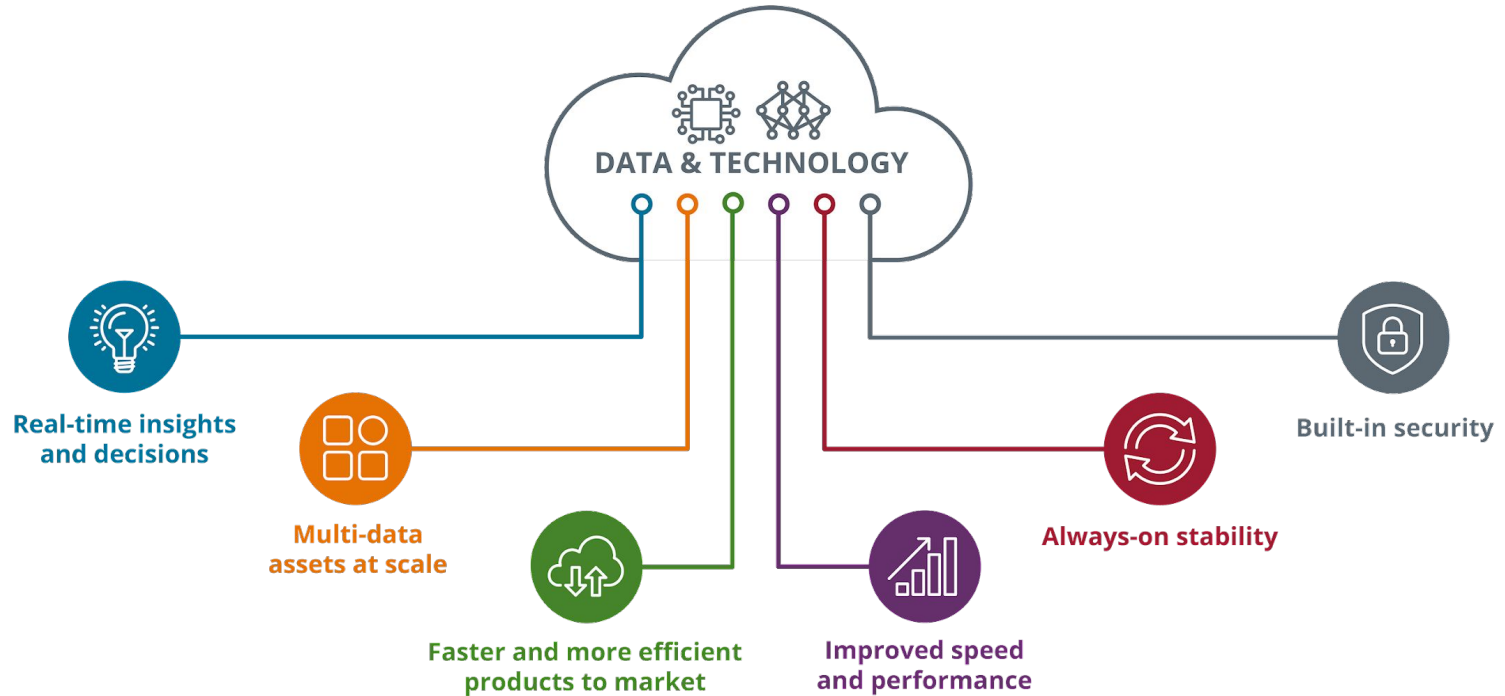 DATA & TECHNOLOGY
Real-time insights
and decisions
Multi-data
assets at scale
Faster and more efficient
products to market
Improved speed
and performance
Always-on stability
Built-in security